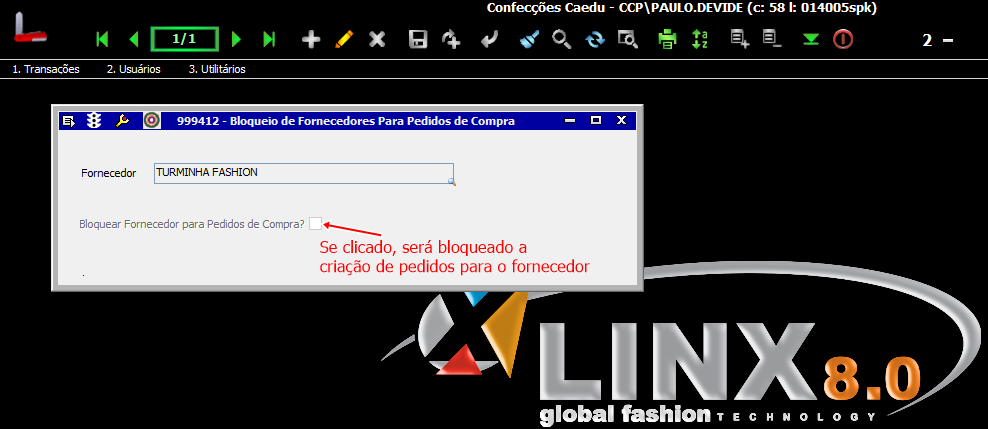 Confecções Caedu - CCP\PAULO.DEVIDE (c: 58 l: 014005spk)
1/1
a
z
2 –
1. Transações 2. Usuários 3. Utilitários
999412 - Bloqueio de Fornecedores Para Pedidos de Compra
Fornecedor TURMINHA FASHION
Bloquear Fornecedor para Pedidos de Compra?
Se clicado, será bloqueado a
criação de pedidos para o fornecedor
.
LINX 8.0
global fashion TECHNOLOGY